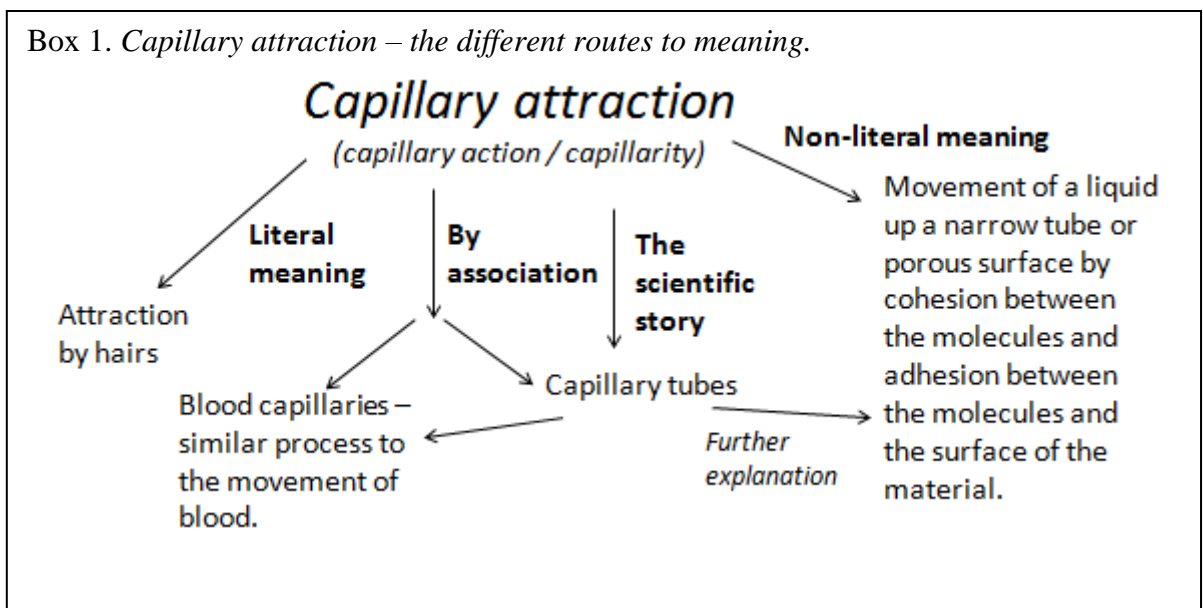 Box 1. Capillary attraction – the different routes to meaning.
Capillary attraction
(capillary action / capillarity)
Non-literal meaning
Literal
meaning
By
association
The
scientific
story
Movement of a liquid
up a narrow tube or
porous surface by
cohesion between
the molecules and
adhesion between
the molecules and
the surface of the
material.
Attraction
by hairs
Blood capillaries –
similar process to
the movement of
blood.
Capillary tubes
Further
explanation